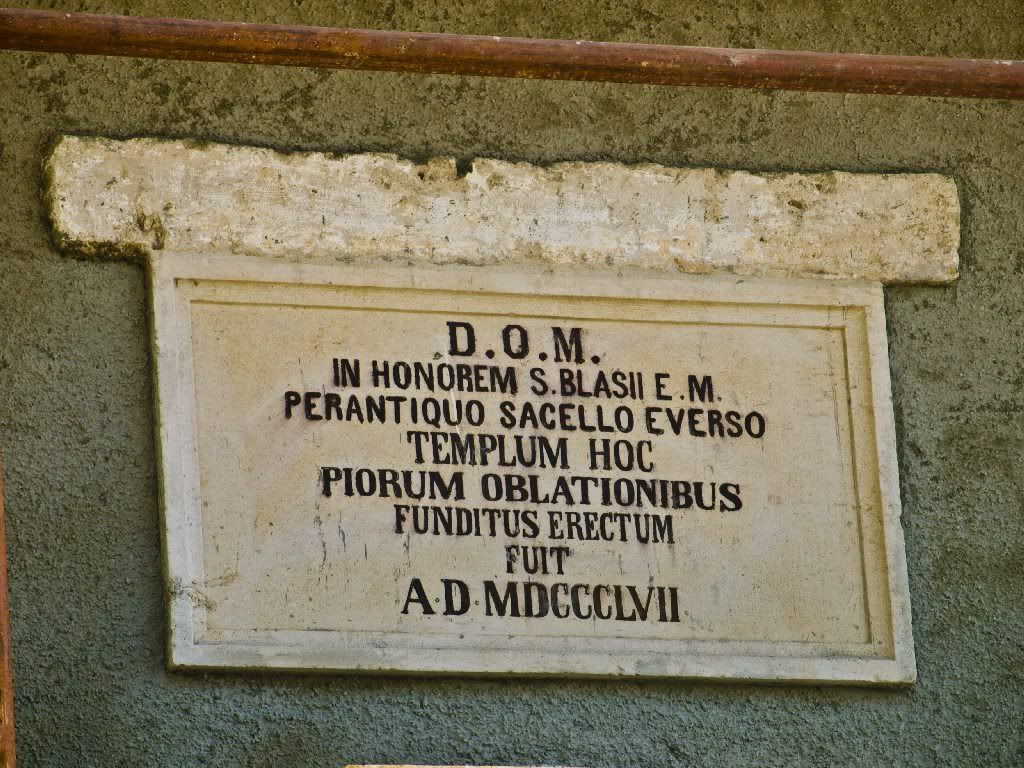 D.O.M.
IN HONOREM S.BLASII E.M.
PERANTIQUO SACELLO EVERSO
TEMPLUM HOC
PIORUM OBLATIONIBUS
FUNDITUS ERECTUM
FUIT
A.D.MDCCCLVII